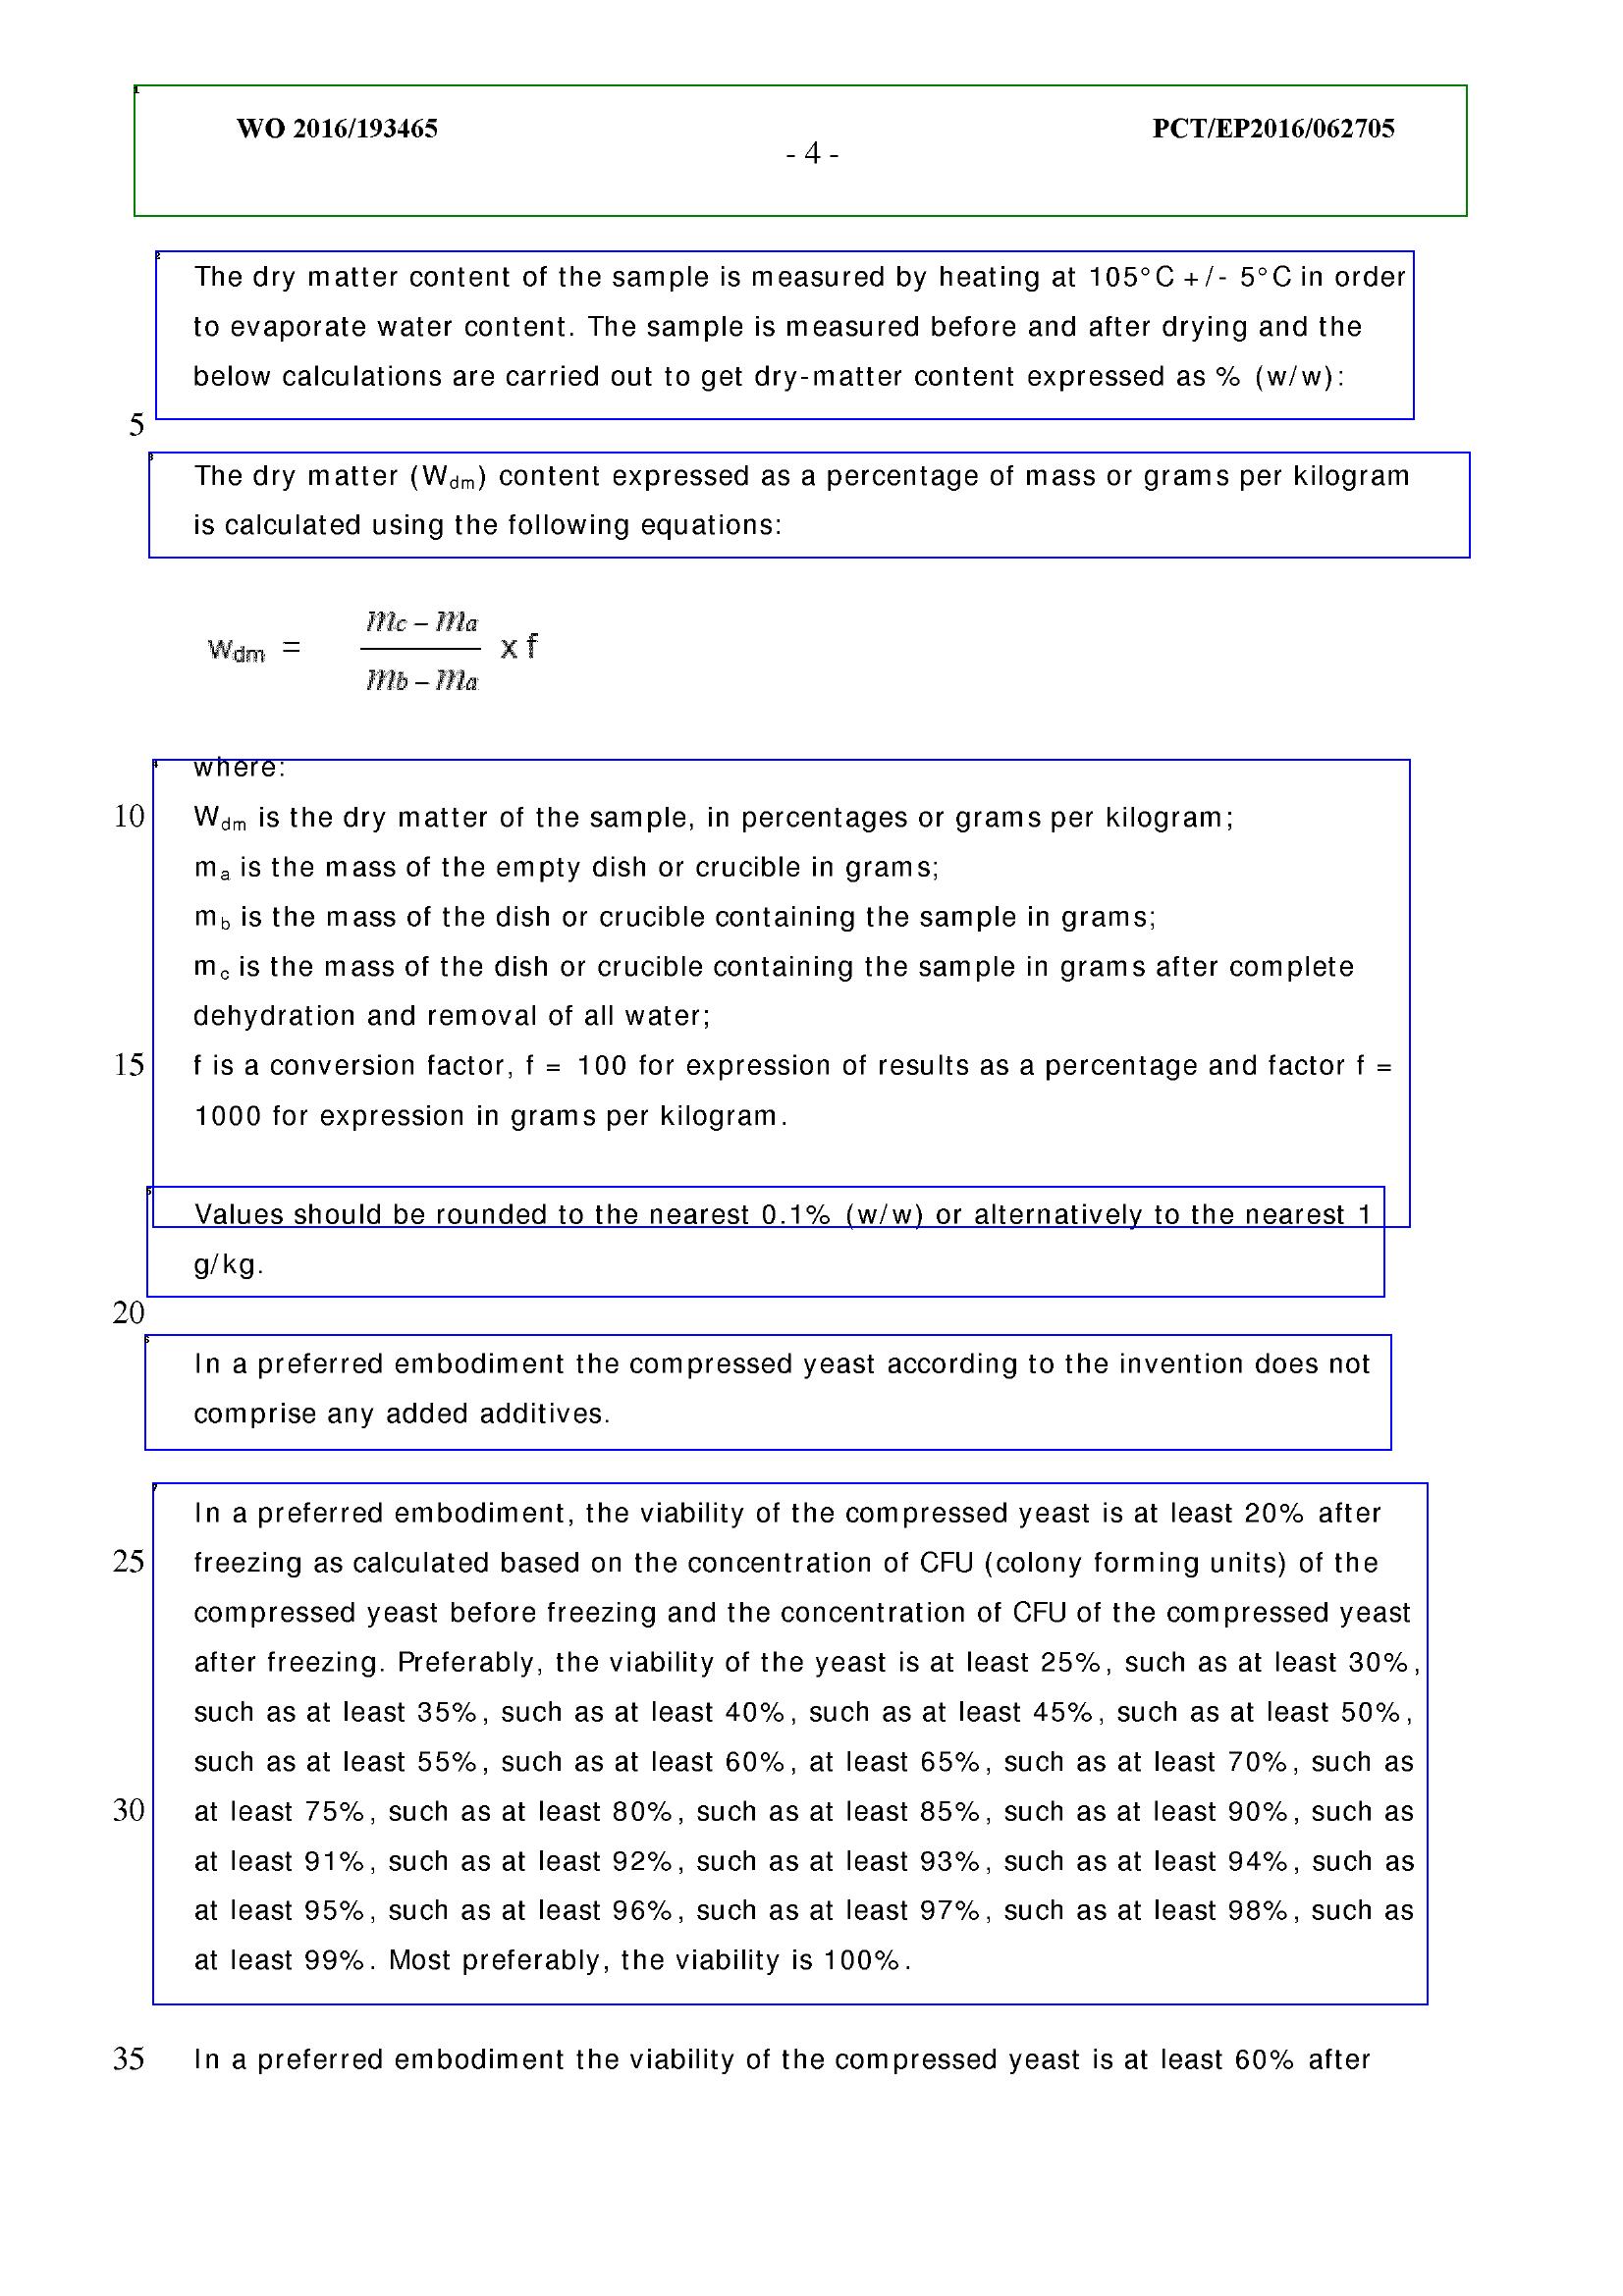 WO 2016/193465 PCT/EP2016/062705
- 4 -
The dry matter content of the sample is measured by heating at 105°C +/- 5°C in order
to evaporate water content. The sample is measured before and after drying and the
below calculations are carried out to get dry-matter content expressed as % (w/w):
5
The dry matter (Wdm) content expressed as a percentage of mass or grams per kilogram
is calculated using the following equations:
mc – ma
wdm = x f
mb – ma
where:
10 Wdm is the dry matter of the sample, in percentages or grams per kilogram;
ma is the mass of the empty dish or crucible in grams;
mb is the mass of the dish or crucible containing the sample in grams;
mc is the mass of the dish or crucible containing the sample in grams after complete
dehydration and removal of all water;
15 f is a conversion factor, f = 100 for expression of results as a percentage and factor f =
1000 for expression in grams per kilogram.
Values should be rounded to the nearest 0.1% (w/w) or alternatively to the nearest 1
g/kg.
20
In a preferred embodiment the compressed yeast according to the invention does not
comprise any added additives.
In a preferred embodiment, the viability of the compressed yeast is at least 20% after
25 freezing as calculated based on the concentration of CFU (colony forming units) of the
compressed yeast before freezing and the concentration of CFU of the compressed yeast
after freezing. Preferably, the viability of the yeast is at least 25%, such as at least 30%,
such as at least 35%, such as at least 40%, such as at least 45%, such as at least 50%,
such as at least 55%, such as at least 60%, at least 65%, such as at least 70%, such as
30 at least 75%, such as at least 80%, such as at least 85%, such as at least 90%, such as
at least 91%, such as at least 92%, such as at least 93%, such as at least 94%, such as
at least 95%, such as at least 96%, such as at least 97%, such as at least 98%, such as
at least 99%. Most preferably, the viability is 100%.
35 In a preferred embodiment the viability of the compressed yeast is at least 60% after